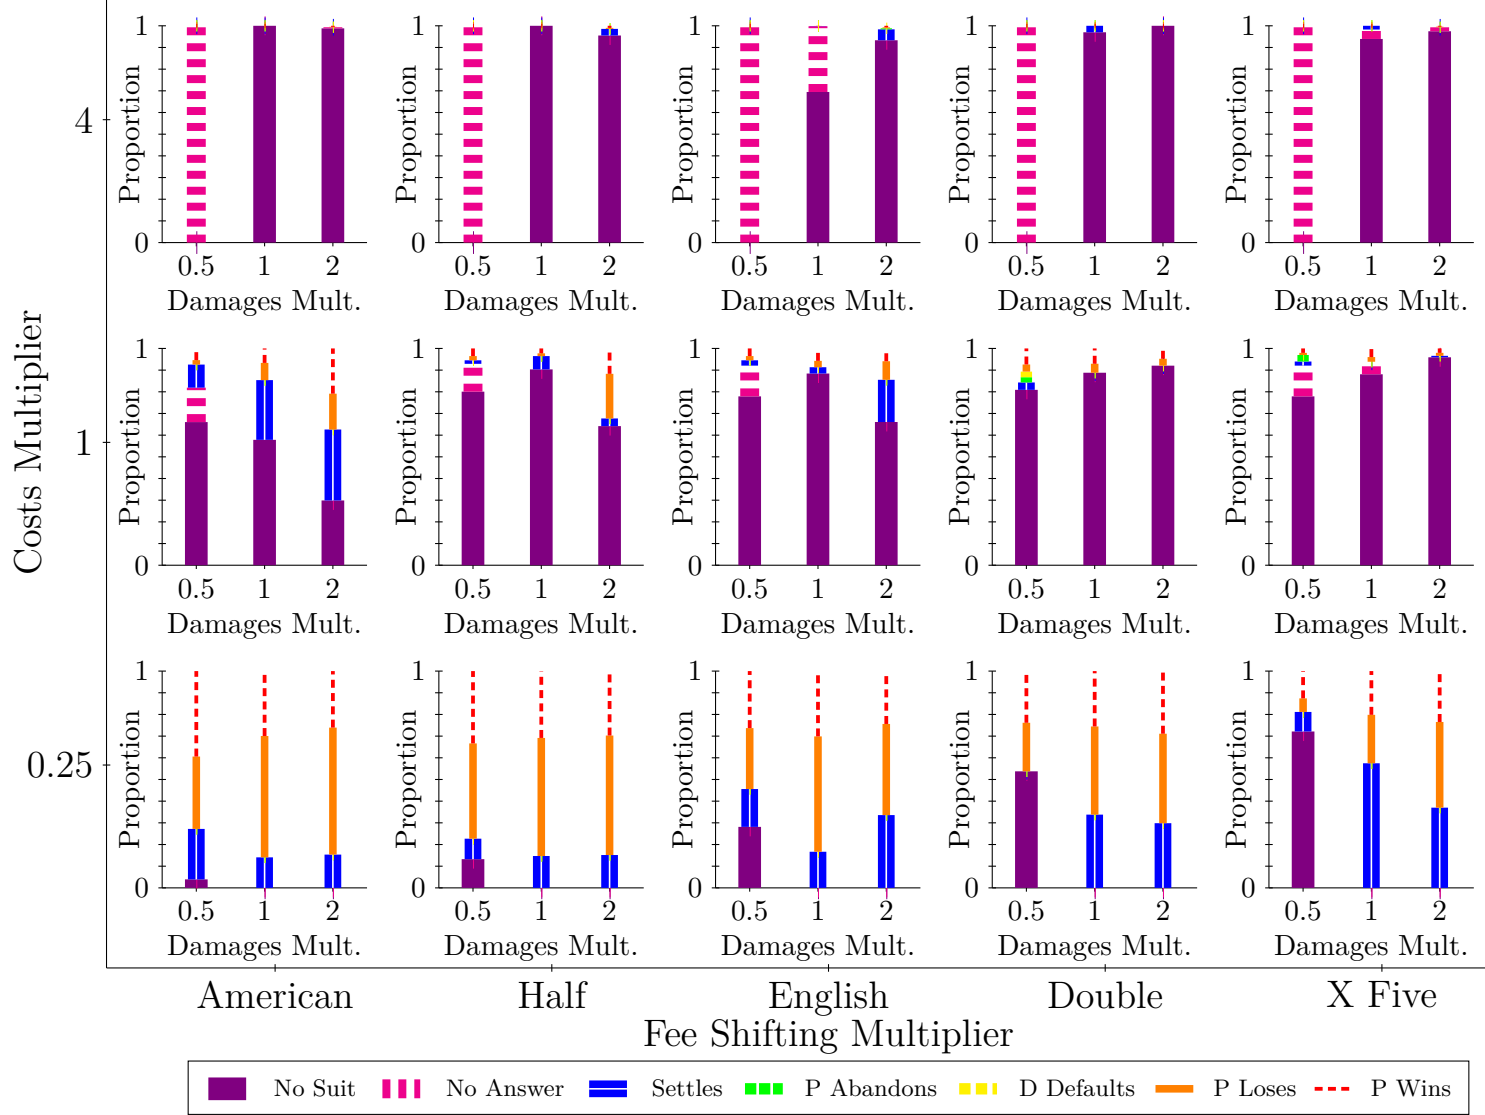 Costs Multiplier
4
1
0.25
Proportion
1
0
0.5 1 2
Damages Mult.
Proportion
1
0
0.5 1 2
Damages Mult.
Proportion
1
0
0.5 1 2
Damages Mult.
Proportion
1
0
0.5 1 2
Damages Mult.
Proportion
1
0
0.5 1 2
Damages Mult.
Proportion
1
0
0.5 1 2
Damages Mult.
Proportion
1
0
0.5 1 2
Damages Mult.
Proportion
1
0
0.5 1 2
Damages Mult.
Proportion
1
0
0.5 1 2
Damages Mult.
Proportion
1
0
0.5 1 2
Damages Mult.
Proportion
1
0
0.5 1 2
Damages Mult.
Proportion
1
0
0.5 1 2
Damages Mult.
Proportion
1
0
0.5 1 2
Damages Mult.
Proportion
1
0
0.5 1 2
Damages Mult.
Proportion
1
0
0.5 1 2
Damages Mult.
American Half English Double X Five
Fee Shifting Multiplier
No Suit No Answer Settles P Abandons D Defaults P Loses P Wins